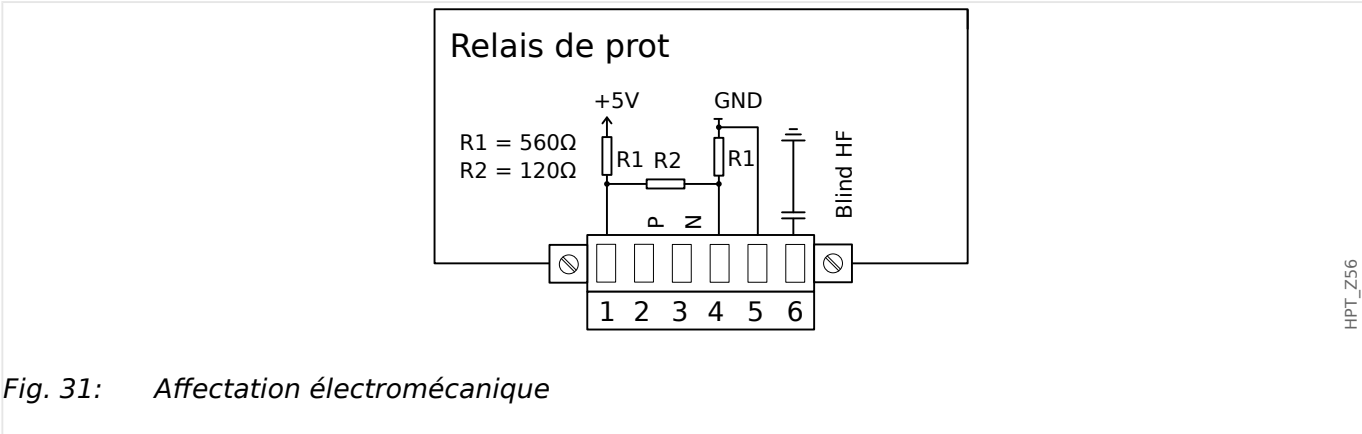 Relais de prot
+5V
GND
R1 = 560Ω
R2 = 120Ω
R1
R2
R1
Blind HF
P
N
1 2 3 4 5 6
HPT_Z56
Fig. 31: Affectation électromécanique